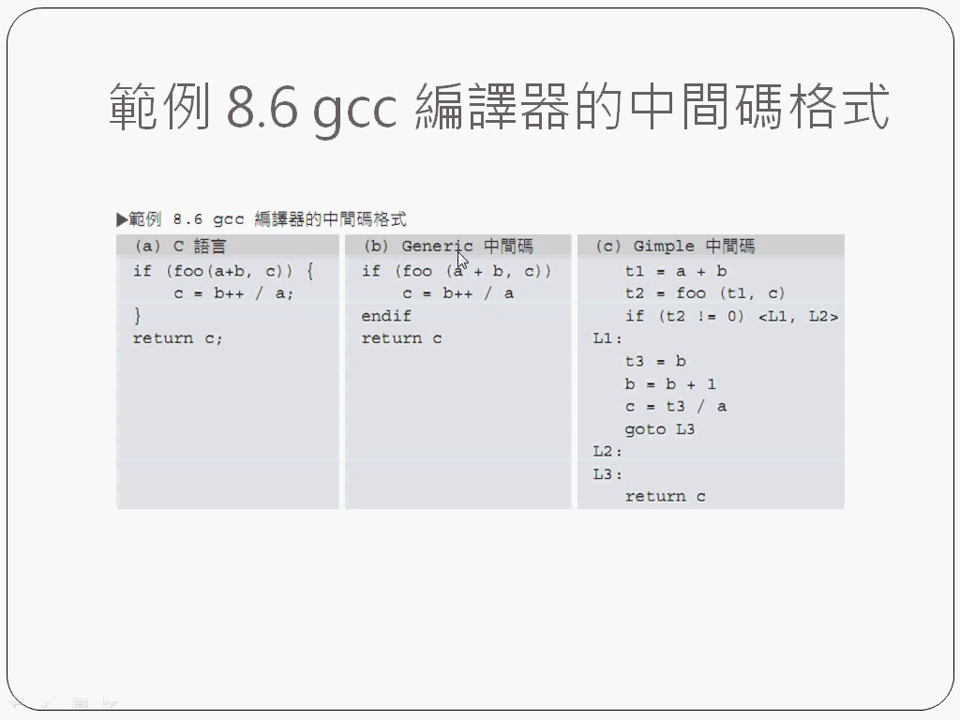 範例 8.6 gcc 編譯器的中間碼格式
▶範例 8.6 gcc 編譯器的中間碼格式
(a) C 語言
if (foo(a+b, c)) {
c = b++ / a;
}
return c;
(b) Generic 中間碼
if (foo (a + b, c))
c = b++ / a
endif
return c
(c) Gimple 中間碼
t1 = a + b
t2 = foo (t1, c)
if (t2 != 0) <L1, L2>
L1:
t3 = b
b = b + 1
c = t3 / a
goto L3
L2:
L3:
return c